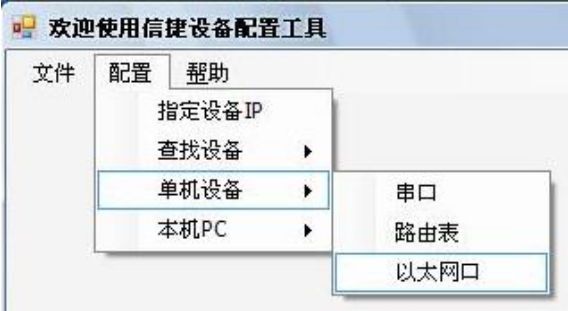 欢迎使用信捷设备配置工具
文件 配置 帮助
指定设备IP
查找设备
单机设备
串口
本机PC
路由表
以太网口